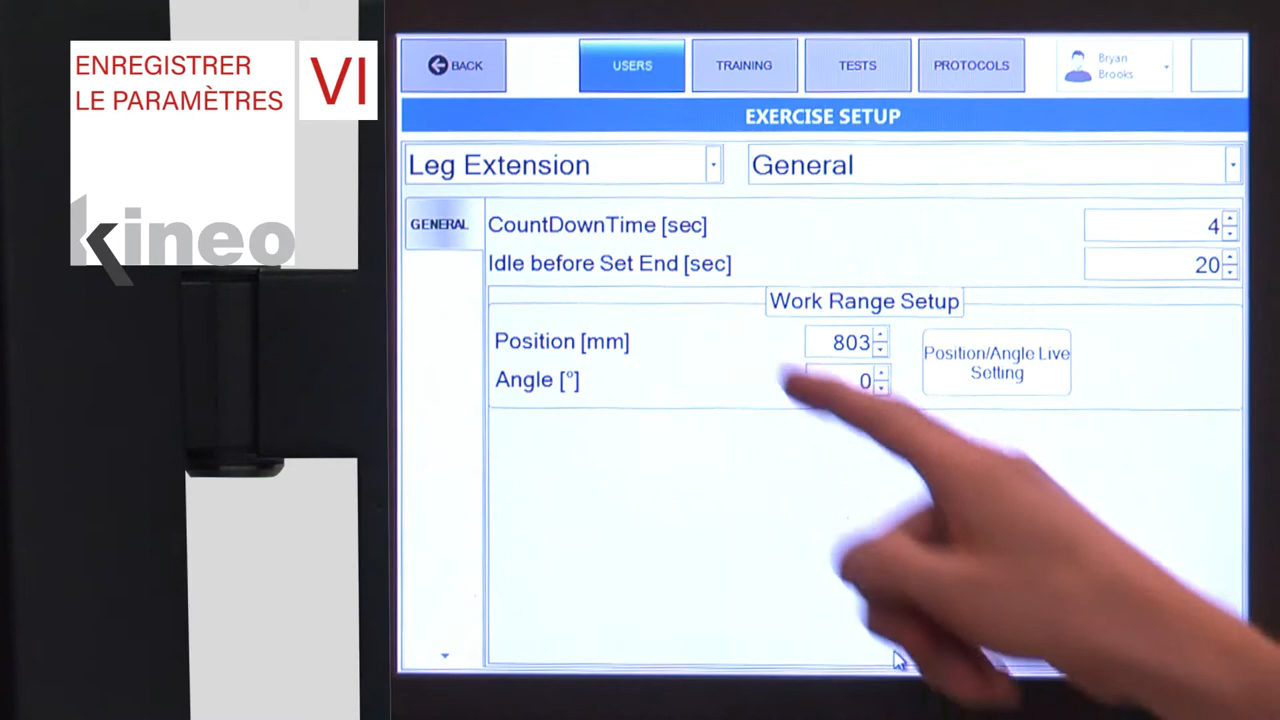 ENREGISTRER
LE PARAMÈTRES
VI
kineo
BACK
USERS
TRAINING
TESTS
PROTOCOLS
Bryan
Brooks
EXERCISE SETUP
Leg Extension
General
GENERAL
CountDownTime [sec]
4
Idle before Set End [sec]
20
Work Range Setup
Position [mm]
803
Angle [°]
0
Position/Angle Live
Setting